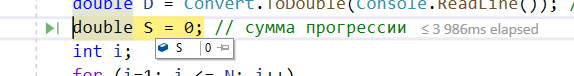 double D = Convert.ToDouble(Console.ReadLine()); /
double S = 0; // сумма прогрессии ≤ 3 986ms elapsed
S 0
int i;
for (i=1; i <= N; i++)